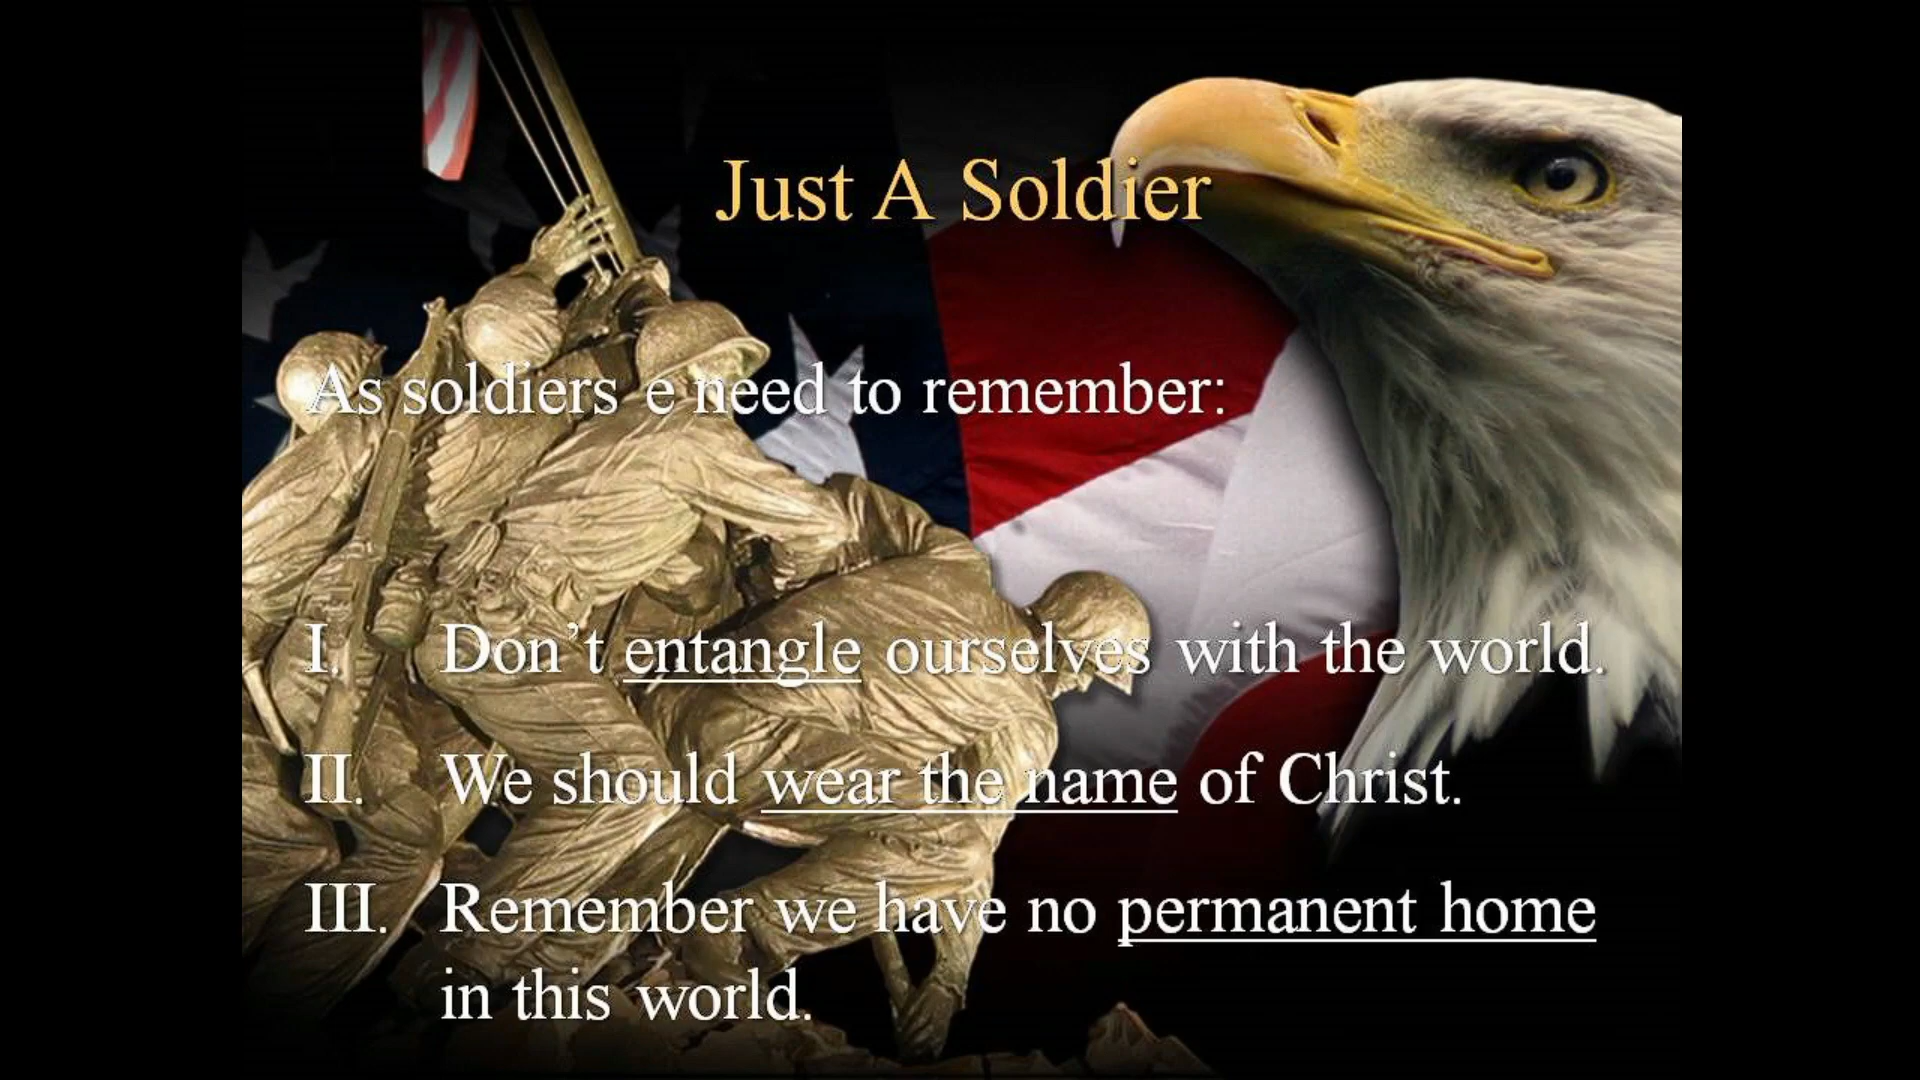 Just A Soldier
As soldiers e need to remember:
I. Don’t entangle ourselves with the world.
II. We should wear the name of Christ.
III. Remember we have no permanent home
in this world.